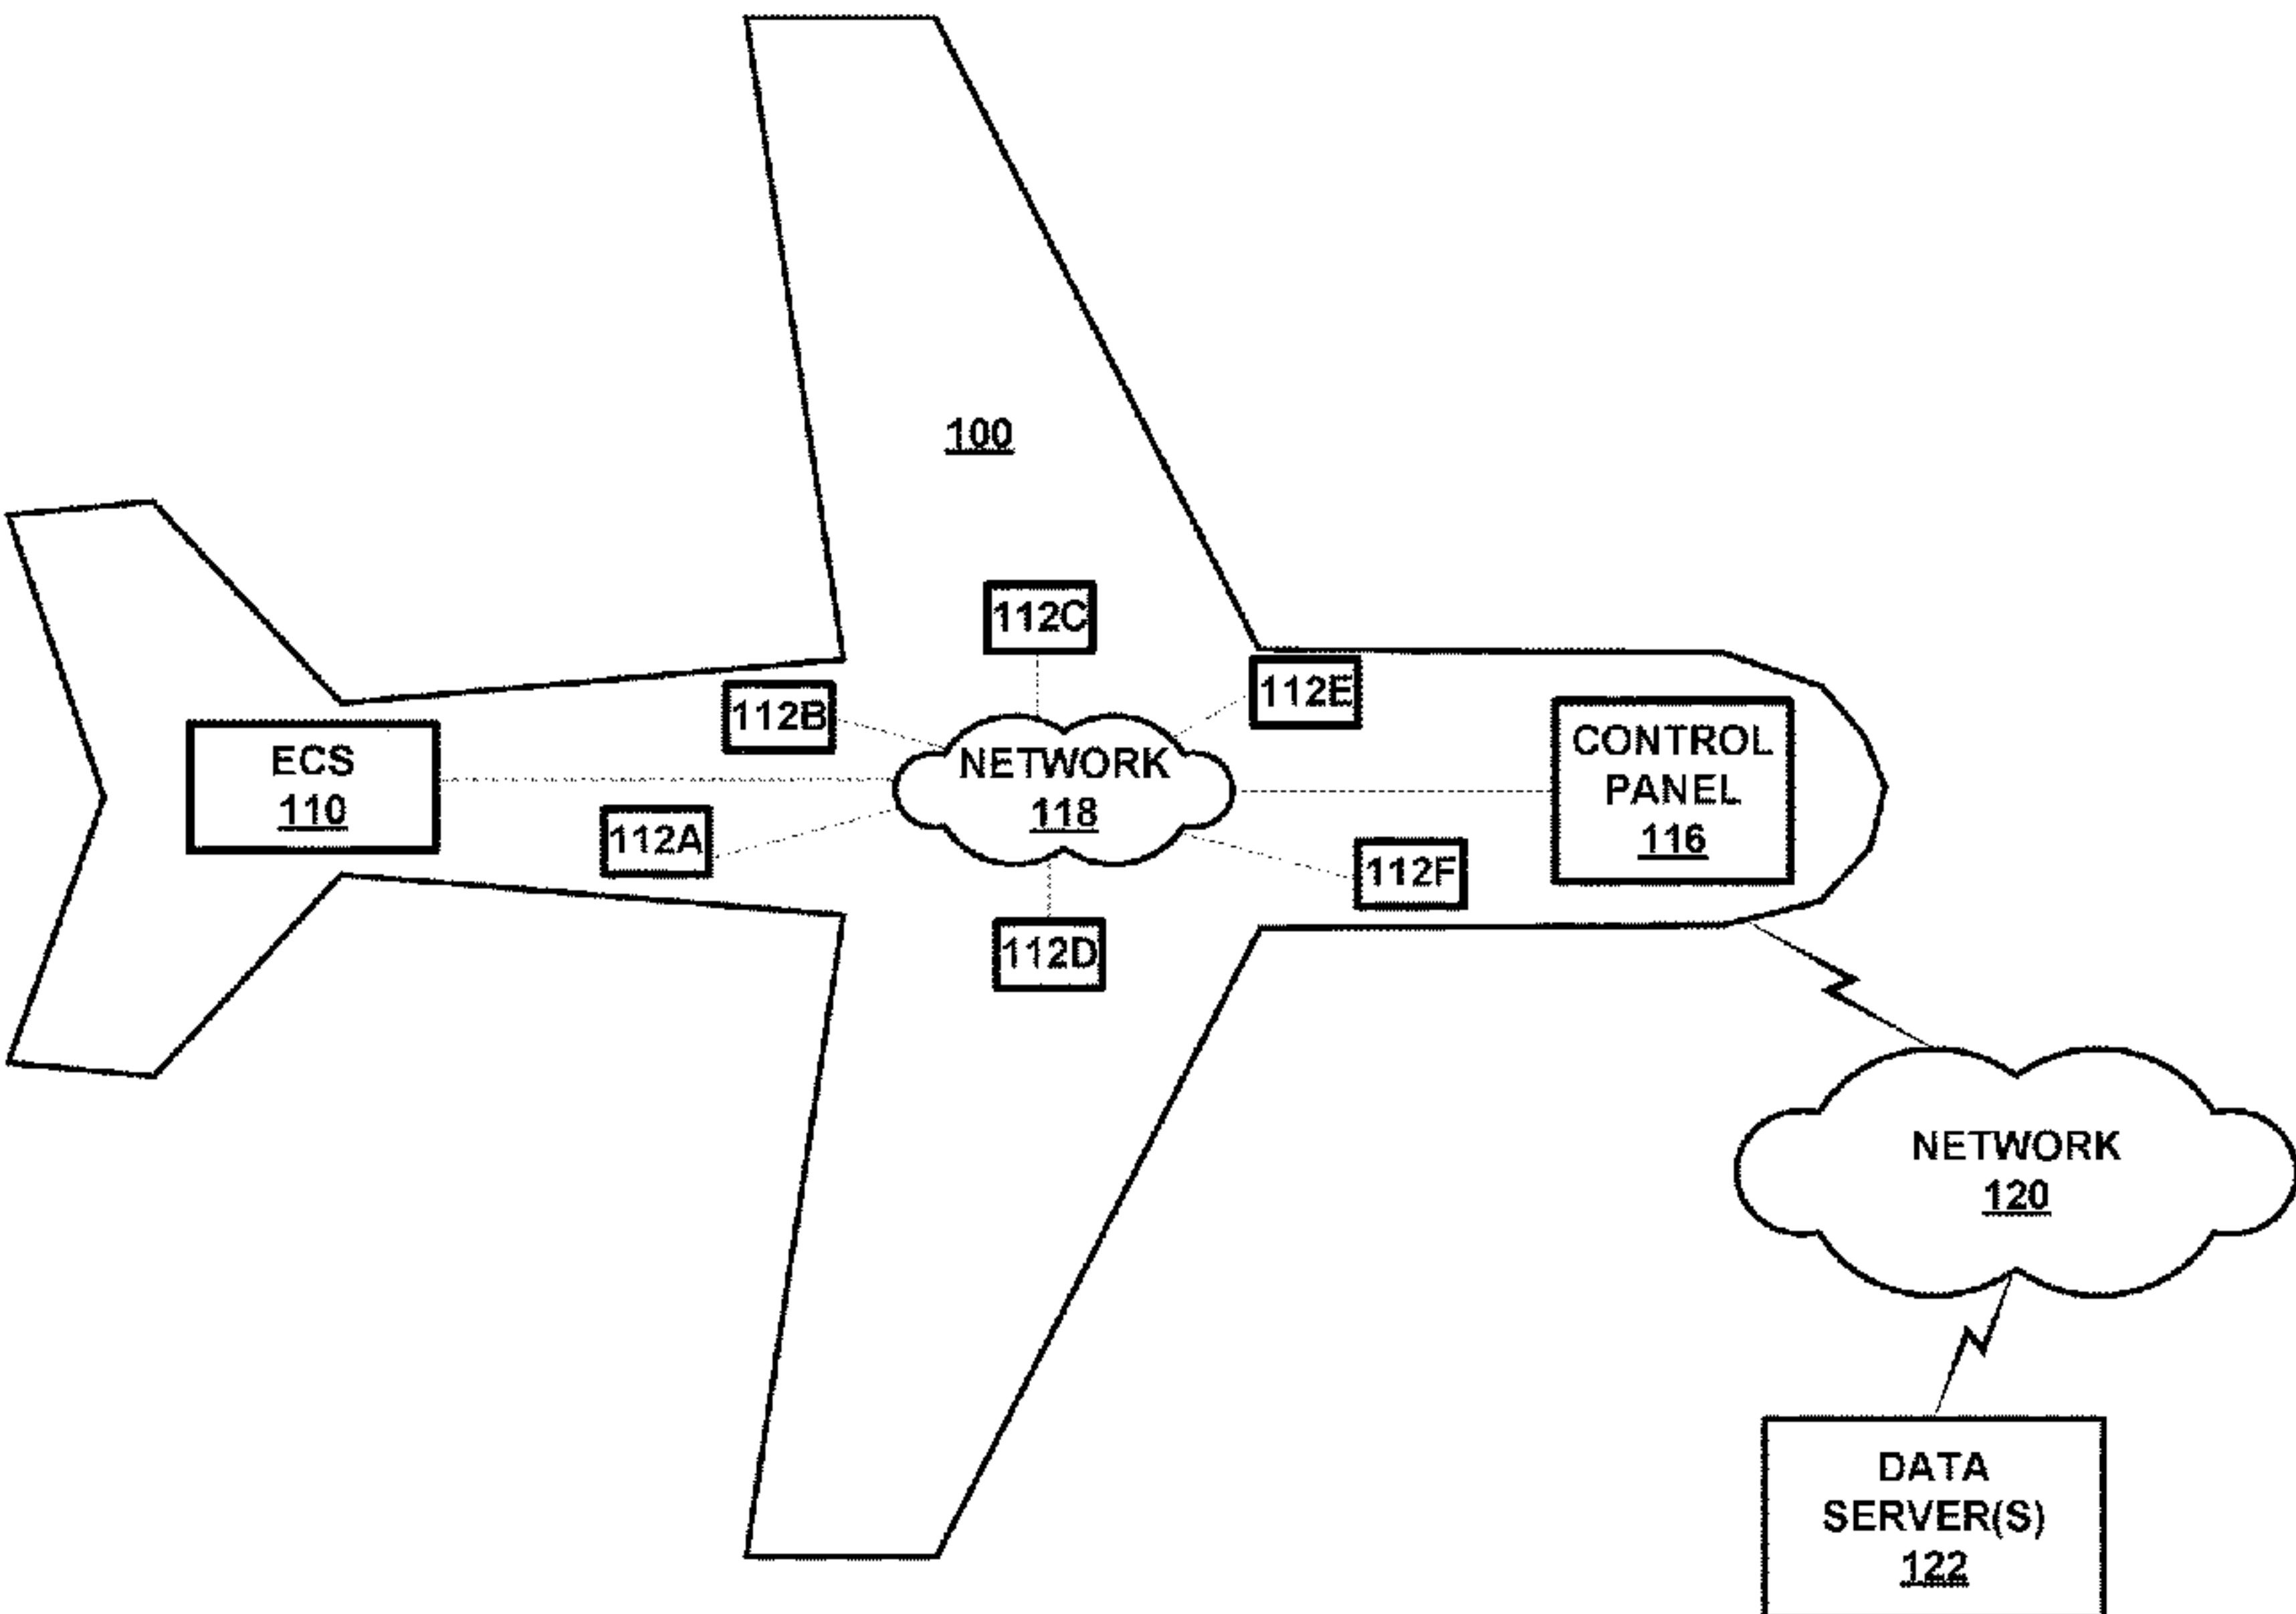 100
112C
112E
112B
NETWORK
118
ECS
110
CONTROL
PANEL
116
112A
112F
112D
NETWORK
120
DATA
SERVER(S)
122